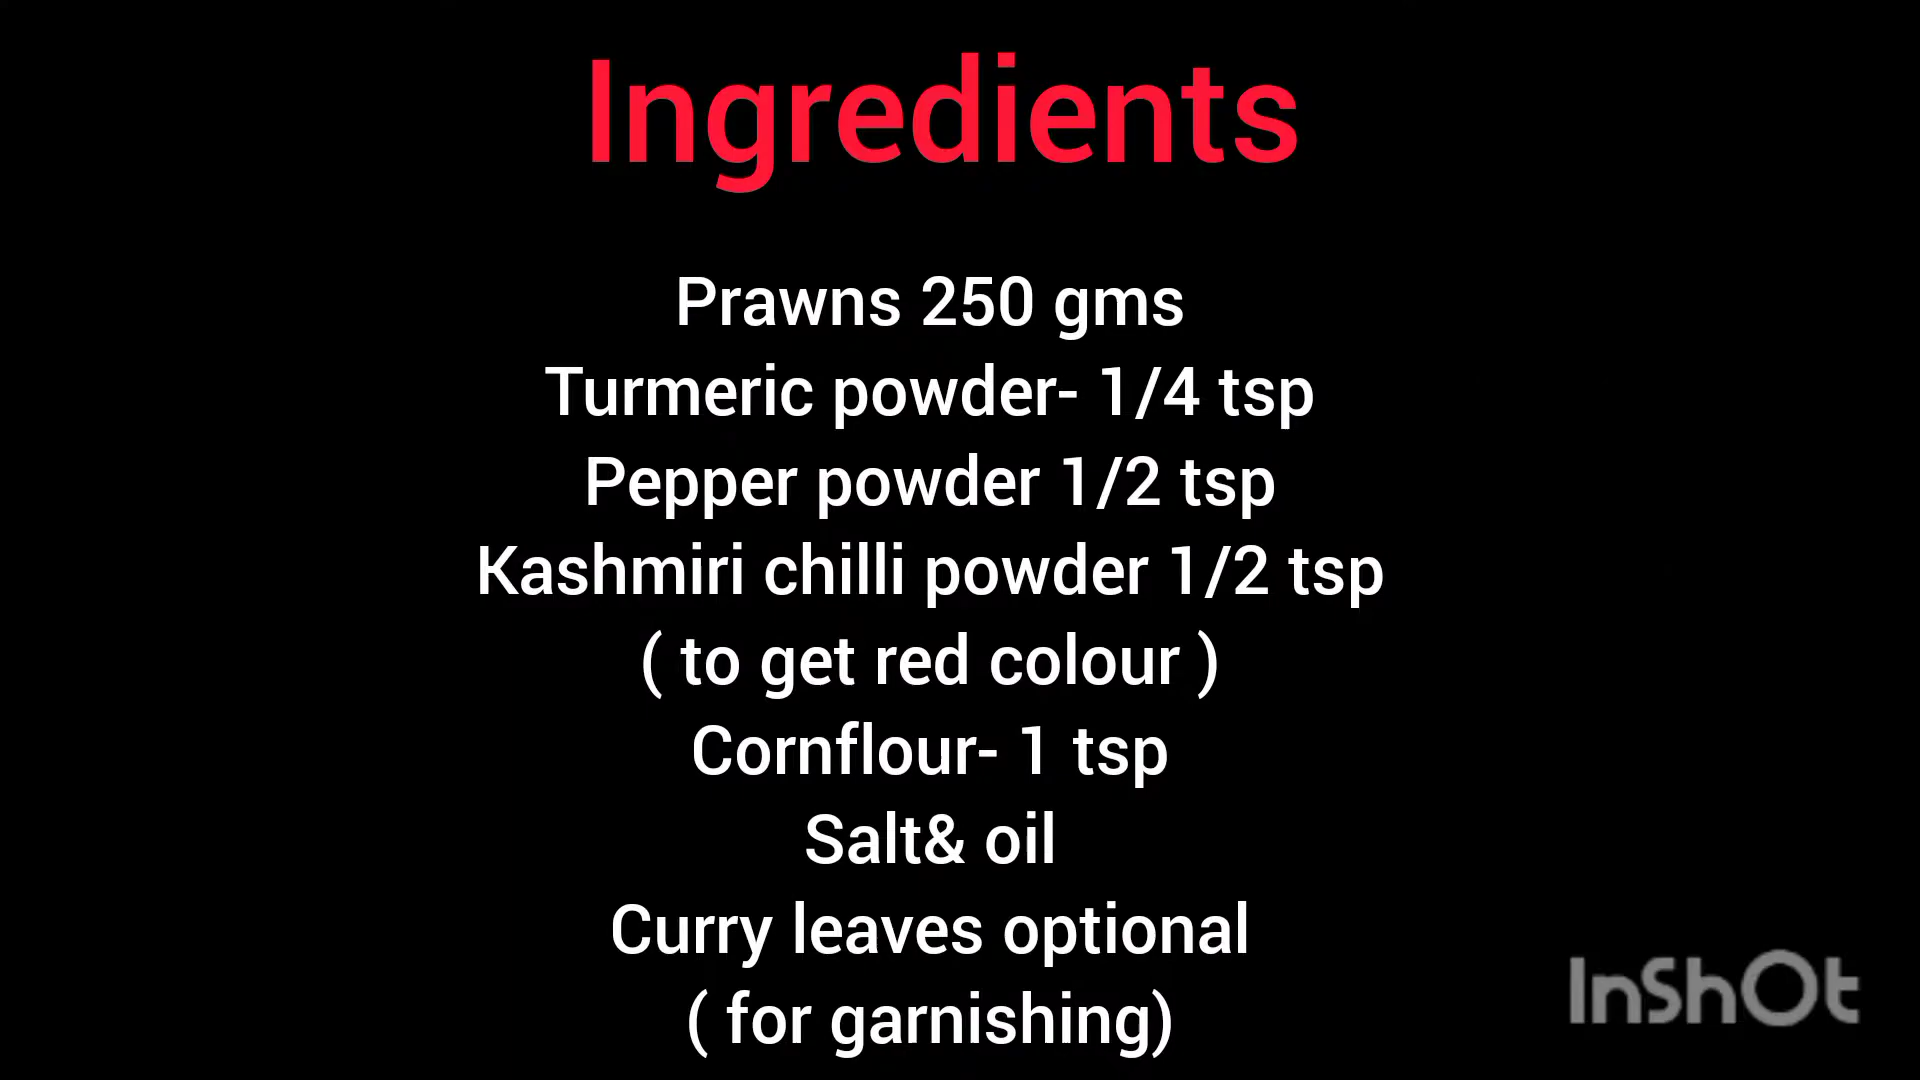 Ingredients
Prawns 250 gms
Turmeric powder- 1/4 tsp
Pepper powder 1/2 tsp
Kashmiri chilli powder 1/2 tsp
( to get red colour )
Cornflour- 1 tsp
Salt& oil
Curry leaves optional
( for garnishing)
InShOt